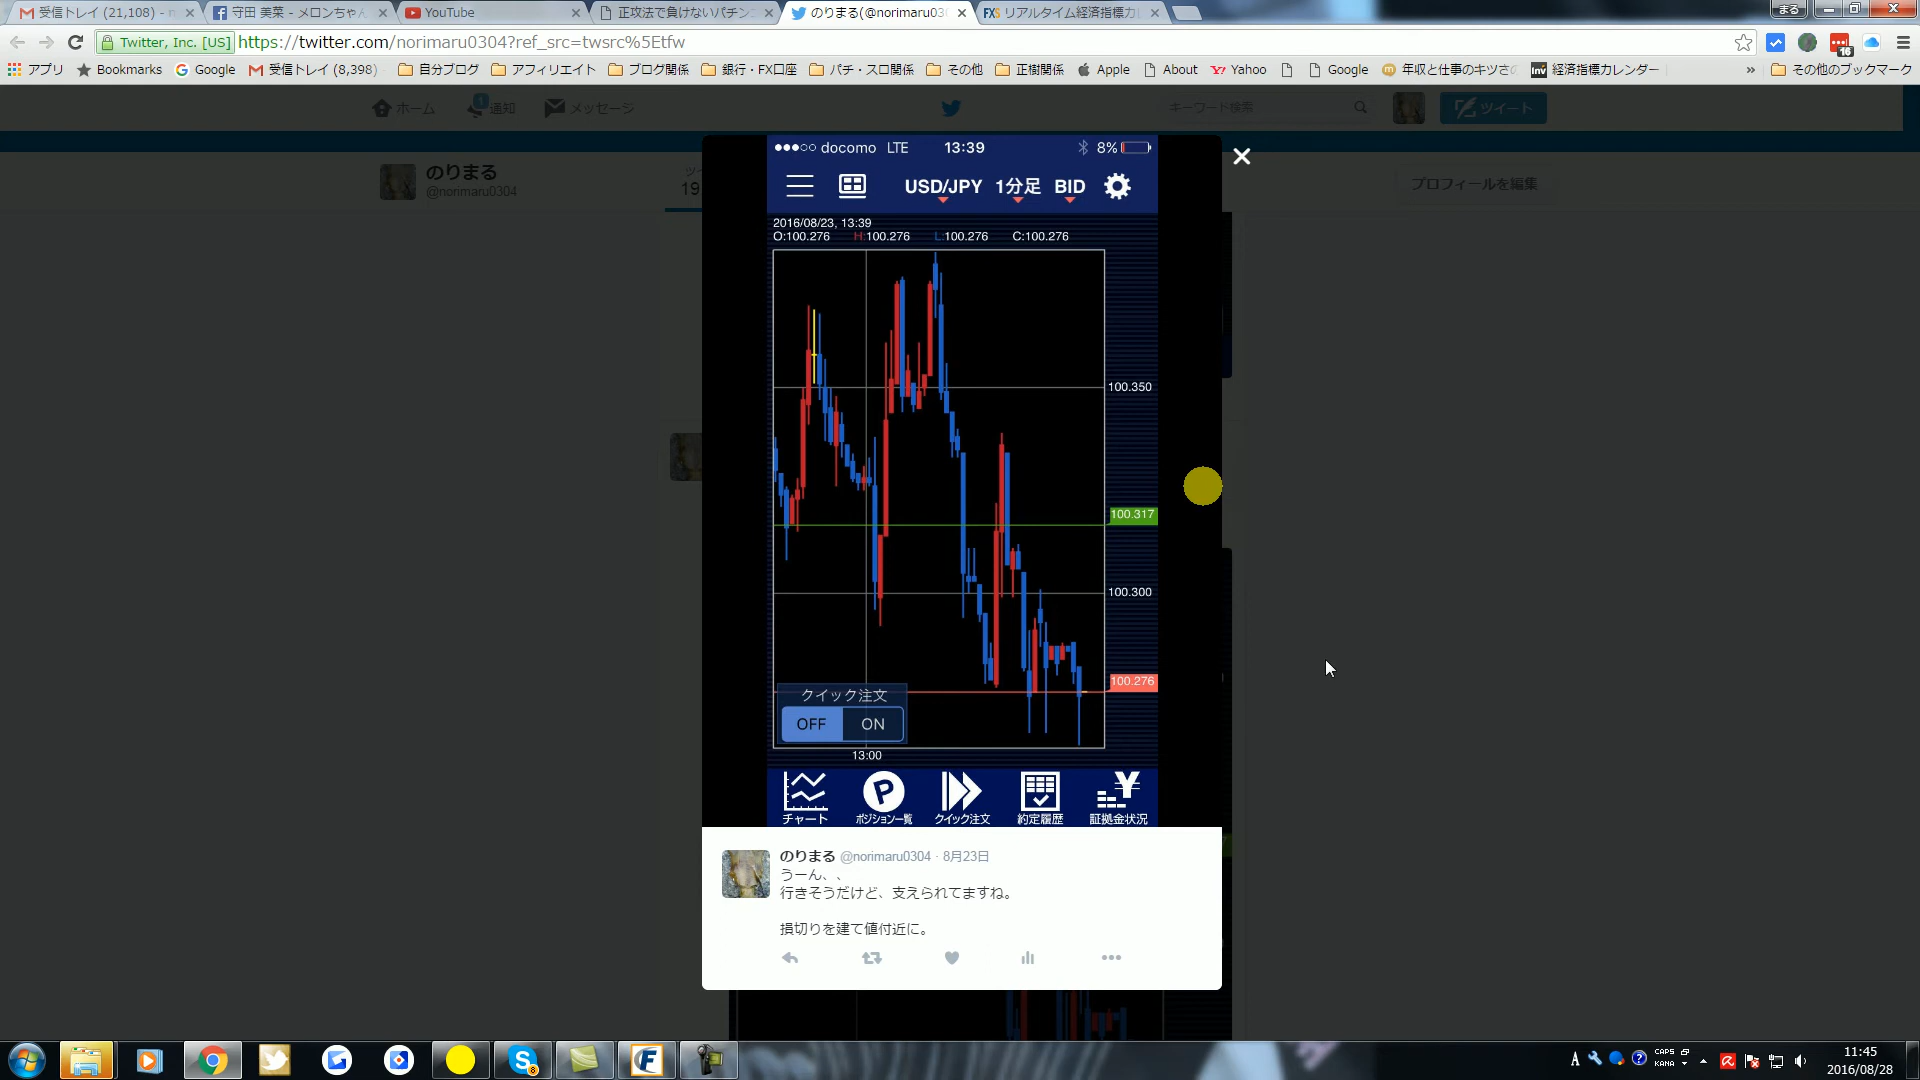 受信トレイ (21,108) - n
守田 美菜 - メロンちゃん
YouTube
正攻法で負けないパチンコ
のりまる(@norimaru030
FXS リアルタイム経済指標カレ
まる
Twitter, Inc. [US]
https://twitter.com/norimaru0304?ref_src=twsrc%5Etfw
16
アプリ
Bookmarks
Google
受信トレイ (8,398)
自分ブログ
アフィリエイト
ブログ関係
銀行・FX口座
パチ・スロ関係
その他
正樹関係
Apple
About
Yahoo
Google
年収と仕事のキツさの
Inv 経済指標カレンダー
»
その他のブックマーク
ホーム
1
通知
メッセージ
キーワード検索
ツイート
のりまる
@norimaru0304
ツイ
19
プロフィールを編集
docomo LTE 13:39 8%
USD/JPY 1分足 BID
2016/08/23, 13:39
O:100.276 H:100.276 L:100.276 C:100.276
100.350
100.317
100.300
100.276
クイック注文
OFF ON
13:00
チャート
ポジション一覧
クイック注文
約定履歴
証拠金状況
のりまる @norimaru0304 · 8月23日
うーん、、
行きそうだけど、支えられてますね。
損切りを建て値付近に。
A
CAPS
KANA
11:45
2016/08/28